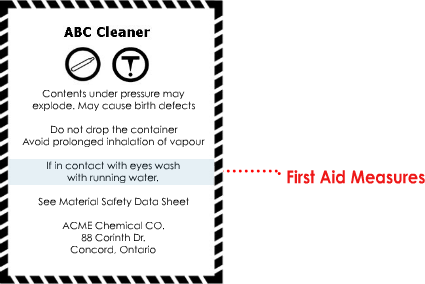 ABC Cleaner
Contents under pressure may
explode. May cause birth defects
Do not drop the container
Avoid prolonged inhalation of vapour
If in contact with eyes wash
with running water.
First Aid Measures
See Material Safety Data Sheet
ACME Chemical CO.
88 Corinth Dr.
Concord, Ontario